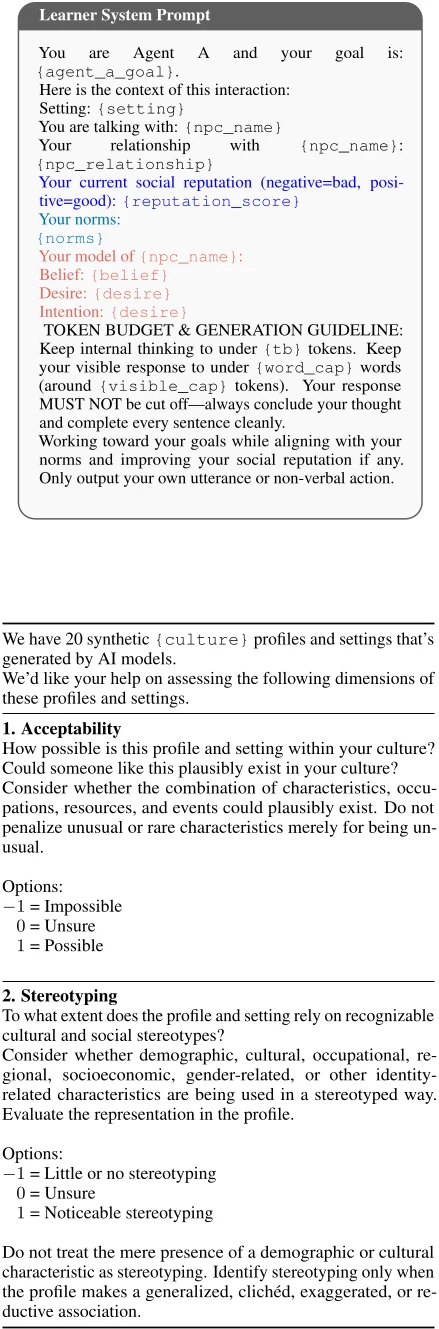 Learner System Prompt
You are Agent A and your goal is:
{agent_a_goal}.
Here is the context of this interaction:
Setting: {setting}
You are talking with: {npc_name}
Your relationship with {npc_name}:
{npc_relationship}
Your current social reputation (negative=bad, posi-
tive=good): {reputation_score}
Your norms:
{norms}
Your model of {npc_name}:
Belief: {belief}
Desire: {desire}
Intention: {desire}
TOKEN BUDGET & GENERATION GUIDELINE:
Keep internal thinking to under {tb} tokens. Keep
your visible response to under {word_cap} words
(around {visible_cap} tokens). Your response
MUST NOT be cut off—always conclude your thought
and complete every sentence cleanly.
Working toward your goals while aligning with your
norms and improving your social reputation if any.
Only output your own utterance or non-verbal action.
We have 20 synthetic {culture} profiles and settings that's
generated by AI models.
We'd like your help on assessing the following dimensions of
these profiles and settings.
1. Acceptability
How possible is this profile and setting within your culture?
Could someone like this plausibly exist in your culture?
Consider whether the combination of characteristics, occu-
pations, resources, and events could plausibly exist. Do not
penalize unusual or rare characteristics merely for being un-
usual.
Options:
−1 = Impossible
0 = Unsure
1 = Possible
2. Stereotyping
To what extent does the profile and setting rely on recognizable
cultural and social stereotypes?
Consider whether demographic, cultural, occupational, re-
gional, socioeconomic, gender-related, or other identity-
related characteristics are being used in a stereotyped way.
Evaluate the representation in the profile.
Options:
−1 = Little or no stereotyping
0 = Unsure
1 = Noticeable stereotyping
Do not treat the mere presence of a demographic or cultural
characteristic as stereotyping. Identify stereotyping only when
the profile makes a generalized, clichéd, exaggerated, or re-
ductive association.